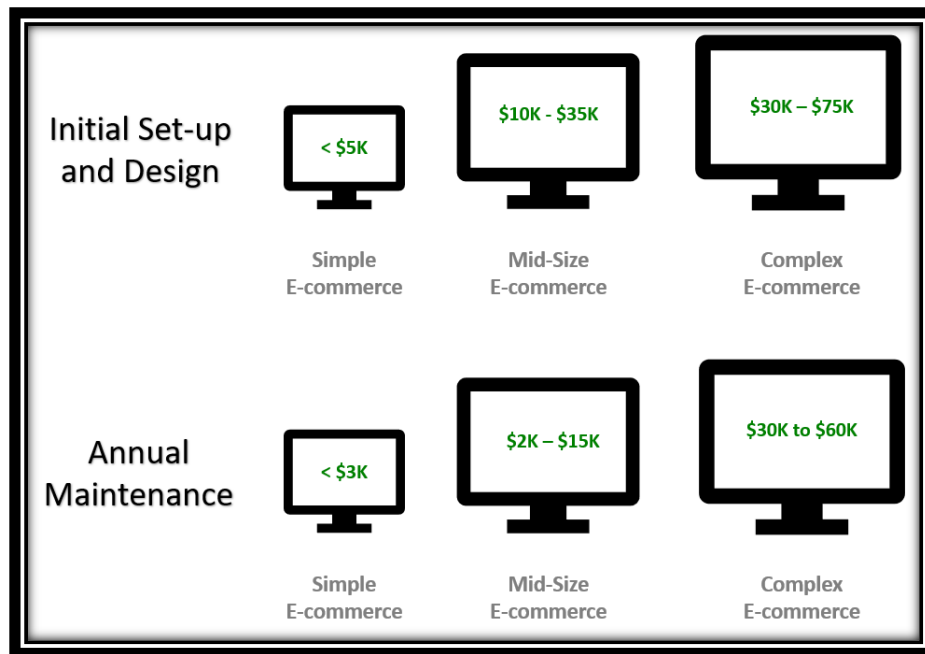 Initial Set-up
and Design
< $5K
$10K - $35K
$30K – $75K
Simple
E-commerce
Mid-Size
E-commerce
Complex
E-commerce
Annual
Maintenance
< $3K
$2K – $15K
$30K to $60K
Simple
E-commerce
Mid-Size
E-commerce
Complex
E-commerce